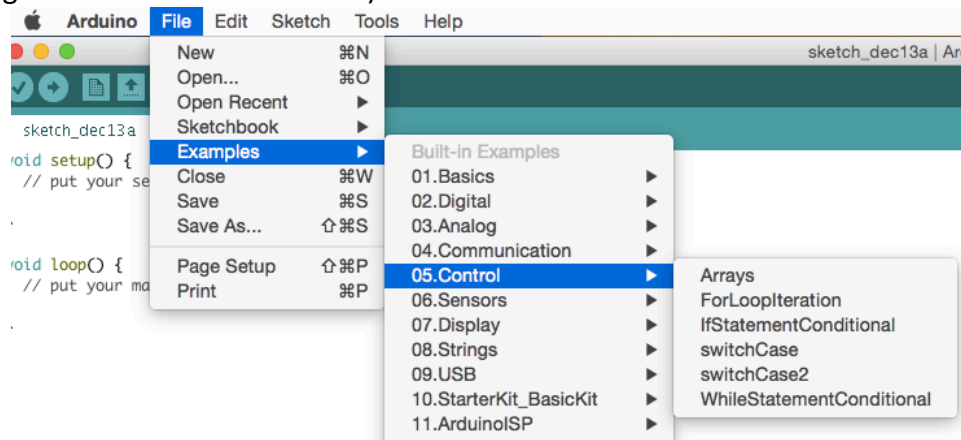 Arduino File Edit Sketch Tools Help
sketch_dec13a | Ar
New ⌘N
Open... ⌘O
Open Recent ▶
Sketchbook ▶
Examples ▶
Close ⌘W
Save ⌘S
Save As... ⇧⌘S
Page Setup ⇧⌘P
Print ⌘P
sketch_dec13a
void setup() {
// put your se
void loop() {
// put your ma
Built-in Examples
01.Basics ▶
02.Digital ▶
03.Analog ▶
04.Communication ▶
05.Control ▶
06.Sensors ▶
07.Display ▶
08.Strings ▶
09.USB ▶
10.StarterKit_BasicKit ▶
11.ArduinoISP ▶
Arrays
ForLoopIteration
IfStatementConditional
switchCase
switchCase2
WhileStatementConditional